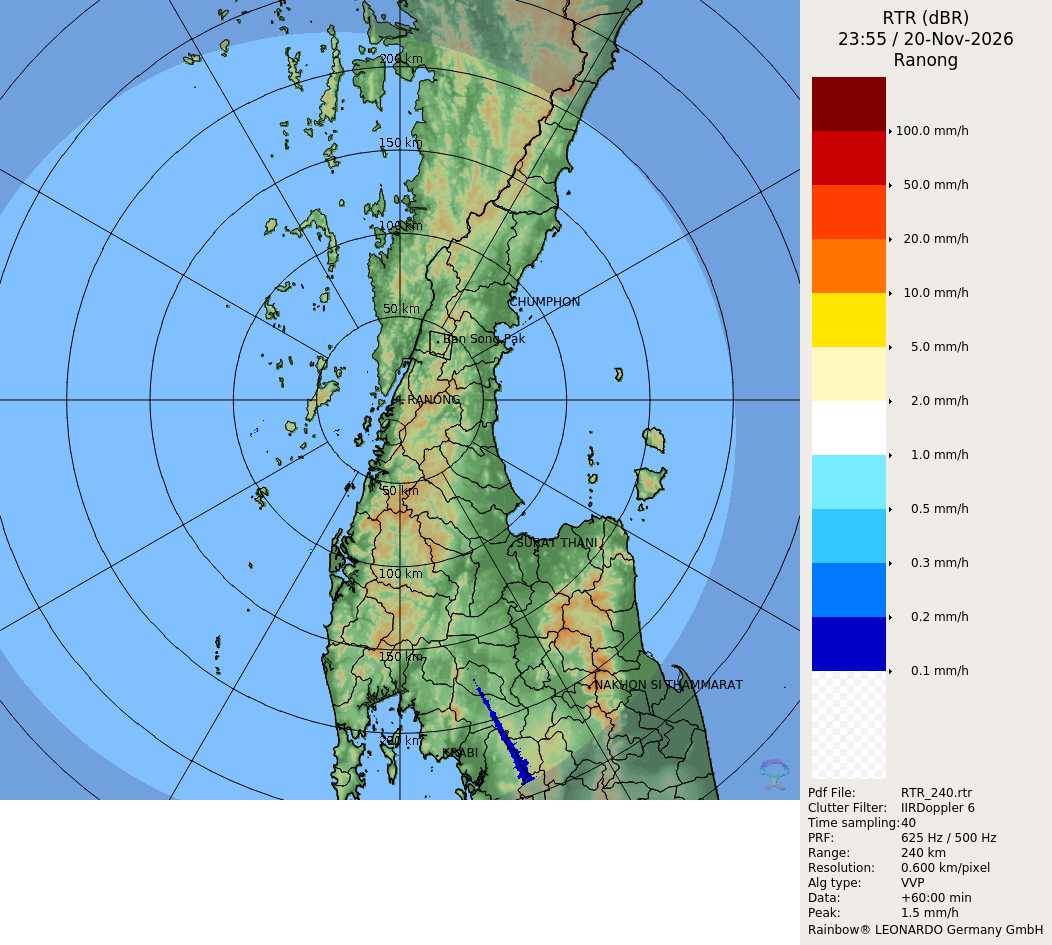 RTR (dBR)
23:55 / 20-Nov-2026
Ranong
100.0 mm/h
50.0 mm/h
20.0 mm/h
10.0 mm/h
5.0 mm/h
2.0 mm/h
1.0 mm/h
0.5 mm/h
0.3 mm/h
0.2 mm/h
0.1 mm/h
Pdf File: RTR_240.rtr
Clutter Filter: IIRDoppler 6
Time sampling: 40
PRF: 625 Hz / 500 Hz
Range: 240 km
Resolution: 0.600 km/pixel
Alg type: VVP
Data: +60:00 min
Peak: 1.5 mm/h
Rainbow® LEONARDO Germany GmbH
200 km
150 km
100 km
CHUMPHON
50 km
Ban Song Pak
RANONG
50 km
SURAT THANI
100 km
150 km
NAKHON SI THAMMARAT
200 km
KRABI